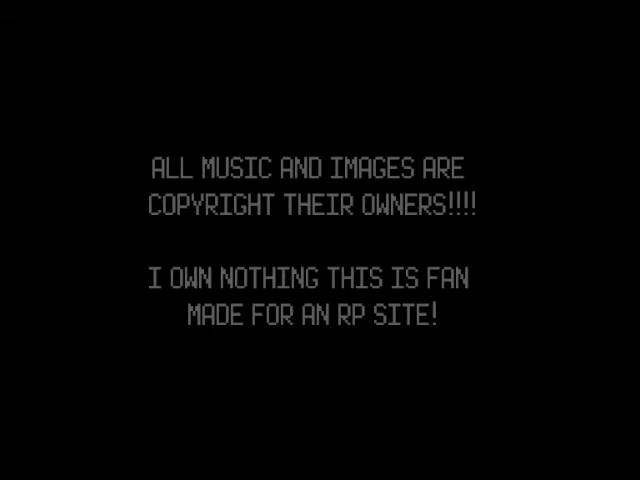 ALL MUSIC AND IMAGES ARE
COPYRIGHT THEIR OWNERS!!!!
I OWN NOTHING THIS IS FAN
MADE FOR AN RP SITE!